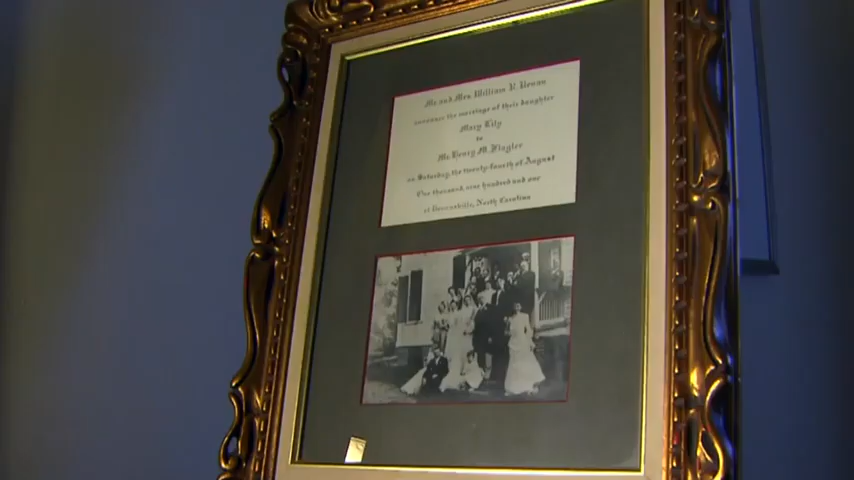 Mr. and Mrs. William R. Kenan
announce the marriage of their daughter
Mary Lily
to
Mr. Henry M. Flagler
on Saturday, the twenty-fourth of August
One thousand, nine hundred and one
at Kenansville, North Carolina